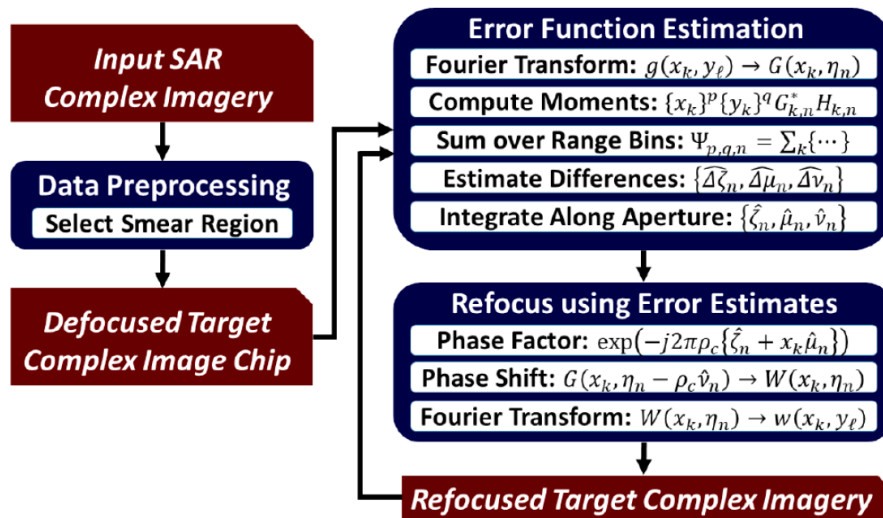 Input SAR
Complex Imagery
Data Preprocessing
Select Smear Region
Defocused Target
Complex Image Chip
Error Function Estimation
Fourier Transform: g(x_k, y_ℓ) → G(x_k, η_n)
Compute Moments: {x_k}^p{y_k}^q G*_{k,n} H_{k,n}
Sum over Range Bins: Ψ_{p,q,n} = ∑_k{⋯}
Estimate Differences: {\widehat{Δζ}_n, \widehat{Δμ}_n, \widehat{Δν}_n}
Integrate Along Aperture: {ζ̂_n, μ̂_n, ν̂_n}
Refocus using Error Estimates
Phase Factor: exp(−j2πρ_c{ζ̂_n + x_k μ̂_n})
Phase Shift: G(x_k, η_n − ρ_c ν̂_n) → W(x_k, η_n)
Fourier Transform: W(x_k, η_n) → w(x_k, y_ℓ)
Refocused Target Complex Imagery